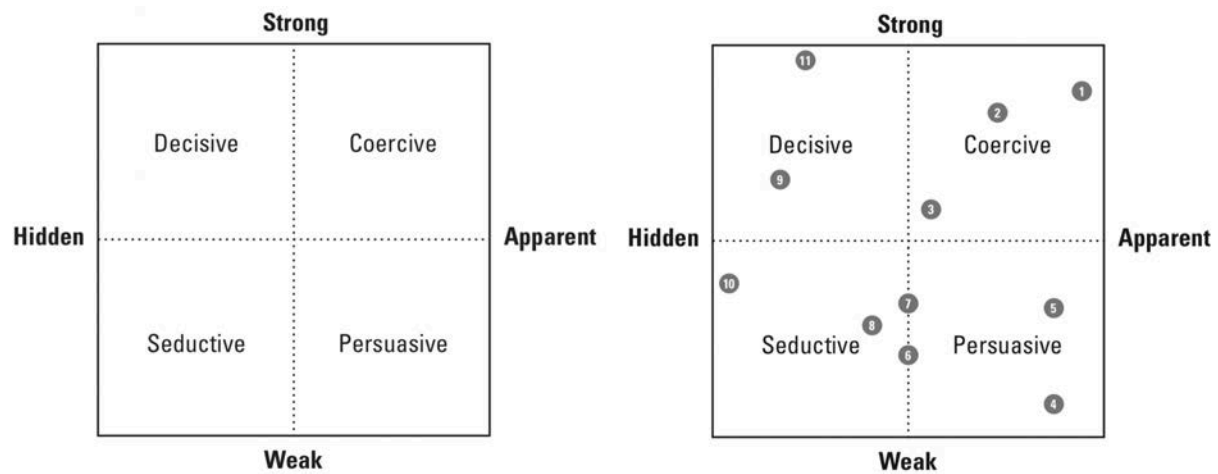 Strong
Decisive
Coercive
Hidden
Apparent
Seductive
Persuasive
Weak
Strong
11
1
2
Decisive
Coercive
9
3
Hidden
Apparent
10
7
5
8
Seductive
Persuasive
6
4
Weak